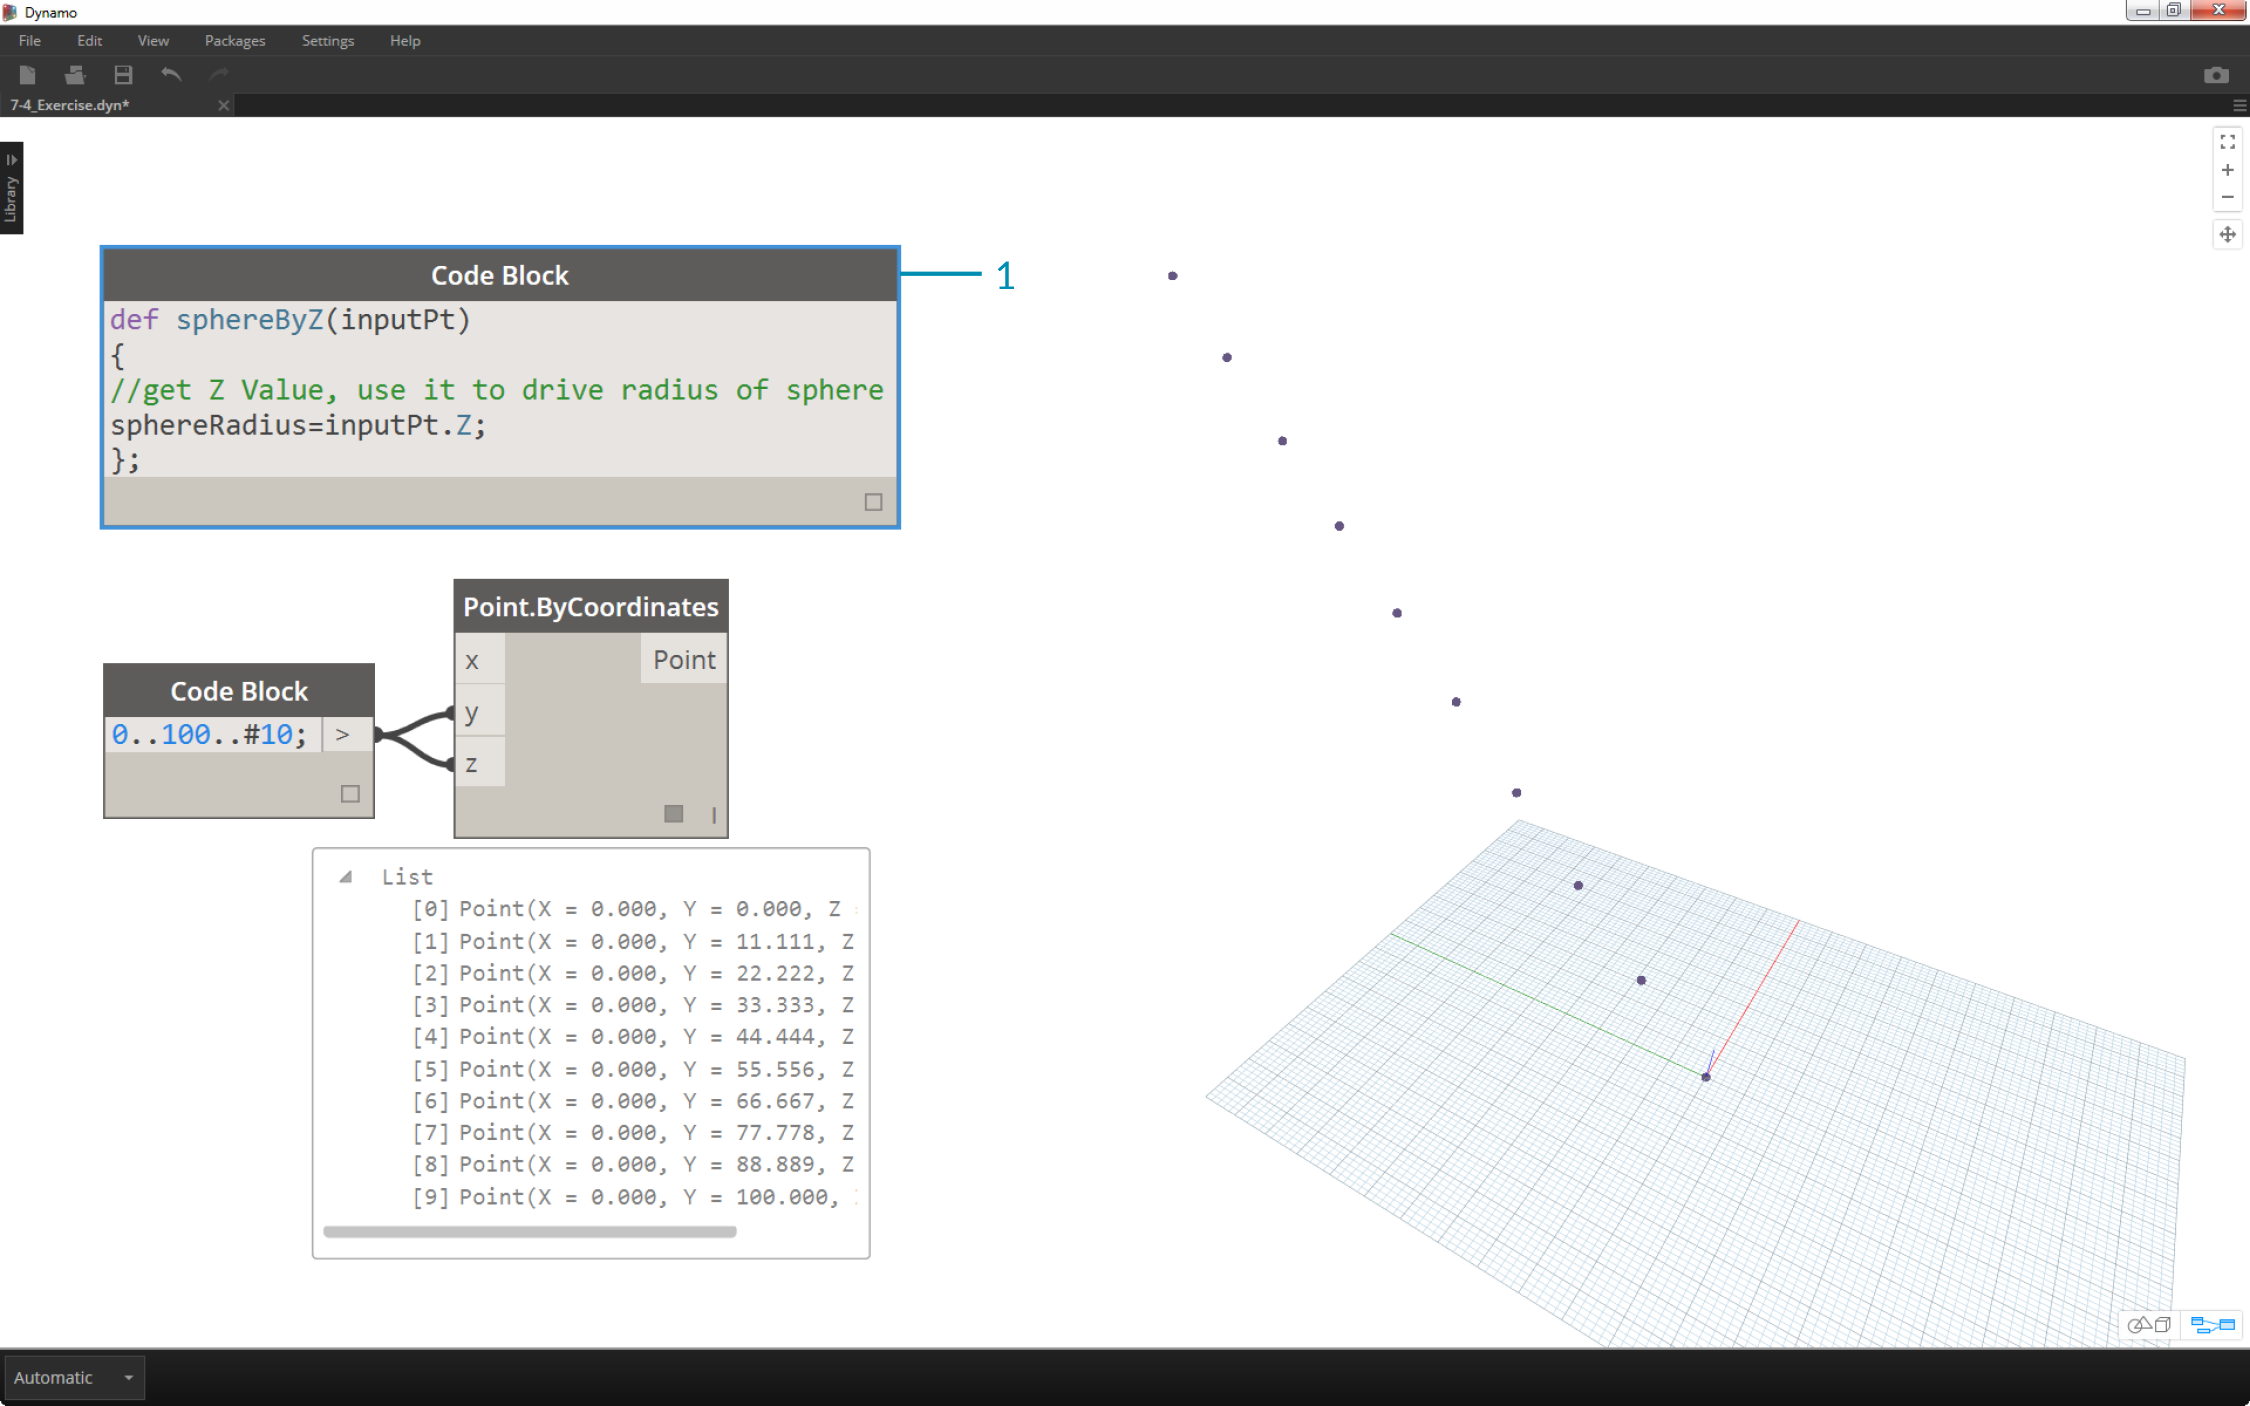 Dynamo
File Edit View Packages Settings Help
7-4_Exercise.dyn*
Library
Code Block
1
def sphereByZ(inputPt)
{
//get Z Value, use it to drive radius of sphere
sphereRadius=inputPt.Z;
};
Point.ByCoordinates
x Point
y
z
Code Block
0..100..#10; >
List
[0] Point(X = 0.000, Y = 0.000, Z
[1] Point(X = 0.000, Y = 11.111, Z
[2] Point(X = 0.000, Y = 22.222, Z
[3] Point(X = 0.000, Y = 33.333, Z
[4] Point(X = 0.000, Y = 44.444, Z
[5] Point(X = 0.000, Y = 55.556, Z
[6] Point(X = 0.000, Y = 66.667, Z
[7] Point(X = 0.000, Y = 77.778, Z
[8] Point(X = 0.000, Y = 88.889, Z
[9] Point(X = 0.000, Y = 100.000,
Automatic